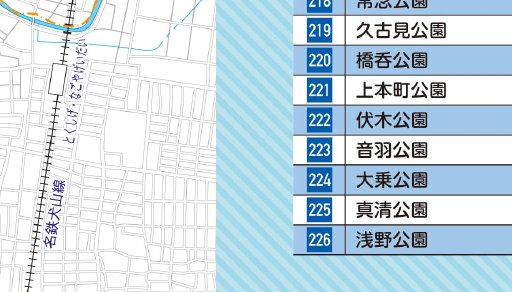 とくしげ・なごやげいだい
名鉄犬山線
219 久古見公園
220 橋呑公園
221 上本町公園
222 伏木公園
223 音羽公園
224 大乗公園
225 真清公園
226 浅野公園